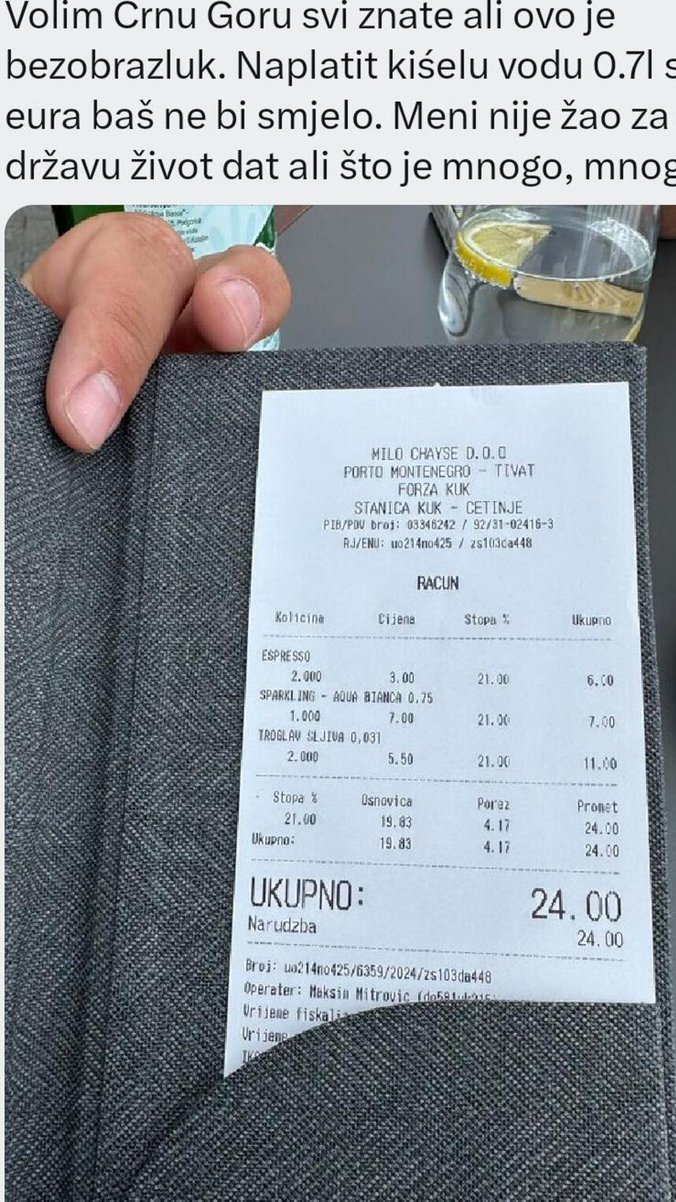 Volim Crnu Goru svi znate ali ovo je
bezobrazluk. Naplatit kiśelu vodu 0.7l
eura baš ne bi smjelo. Meni nije žao za
državu život dat ali što je mnogo, mnog
MILO CHAYSE D.O.O
PORTO MONTENEGRO - TIVAT
FORZA KUK
STANICA KUK - CETINJE
PIB/PDV broj: 03346242 / 92/31-02416-3
RJ/ENU: uo214no425 / zs103da448
RACUN
Kolicina Cijena Stopa % Ukupno
ESPRESSO
2.000 3.00 21.00 6.00
SPARKLING - AQUA BIANCA 0,75
1.000 7.00 21.00 7.00
TROGLAV SLJIVA 0,03l
2.000 5.50 21.00 11.00
Stopa % Osnovica Porez Promet
21.00 19.83 4.17 24.00
Ukupno: 19.83 4.17 24.00
UKUPNO: 24.00
Narudzba 24.00
Broj: uo214no425/6359/2024/zs103da448
Operater: Maksim Mitrovic
Vrijeme fiskali
Vrijeme